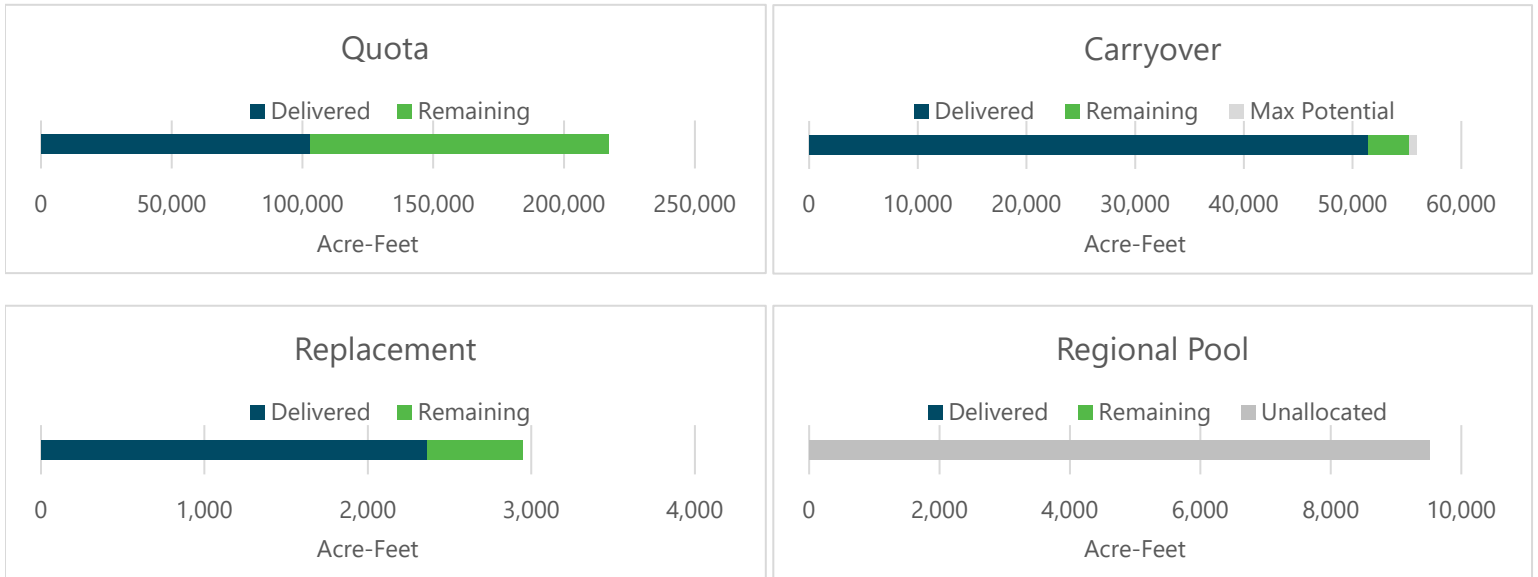 Quota
Delivered Remaining
0 50,000 100,000 150,000 200,000 250,000
Acre-Feet
Carryover
Delivered Remaining Max Potential
0 10,000 20,000 30,000 40,000 50,000 60,000
Acre-Feet
Replacement
Delivered Remaining
0 1,000 2,000 3,000 4,000
Acre-Feet
Regional Pool
Delivered Remaining Unallocated
0 2,000 4,000 6,000 8,000 10,000
Acre-Feet